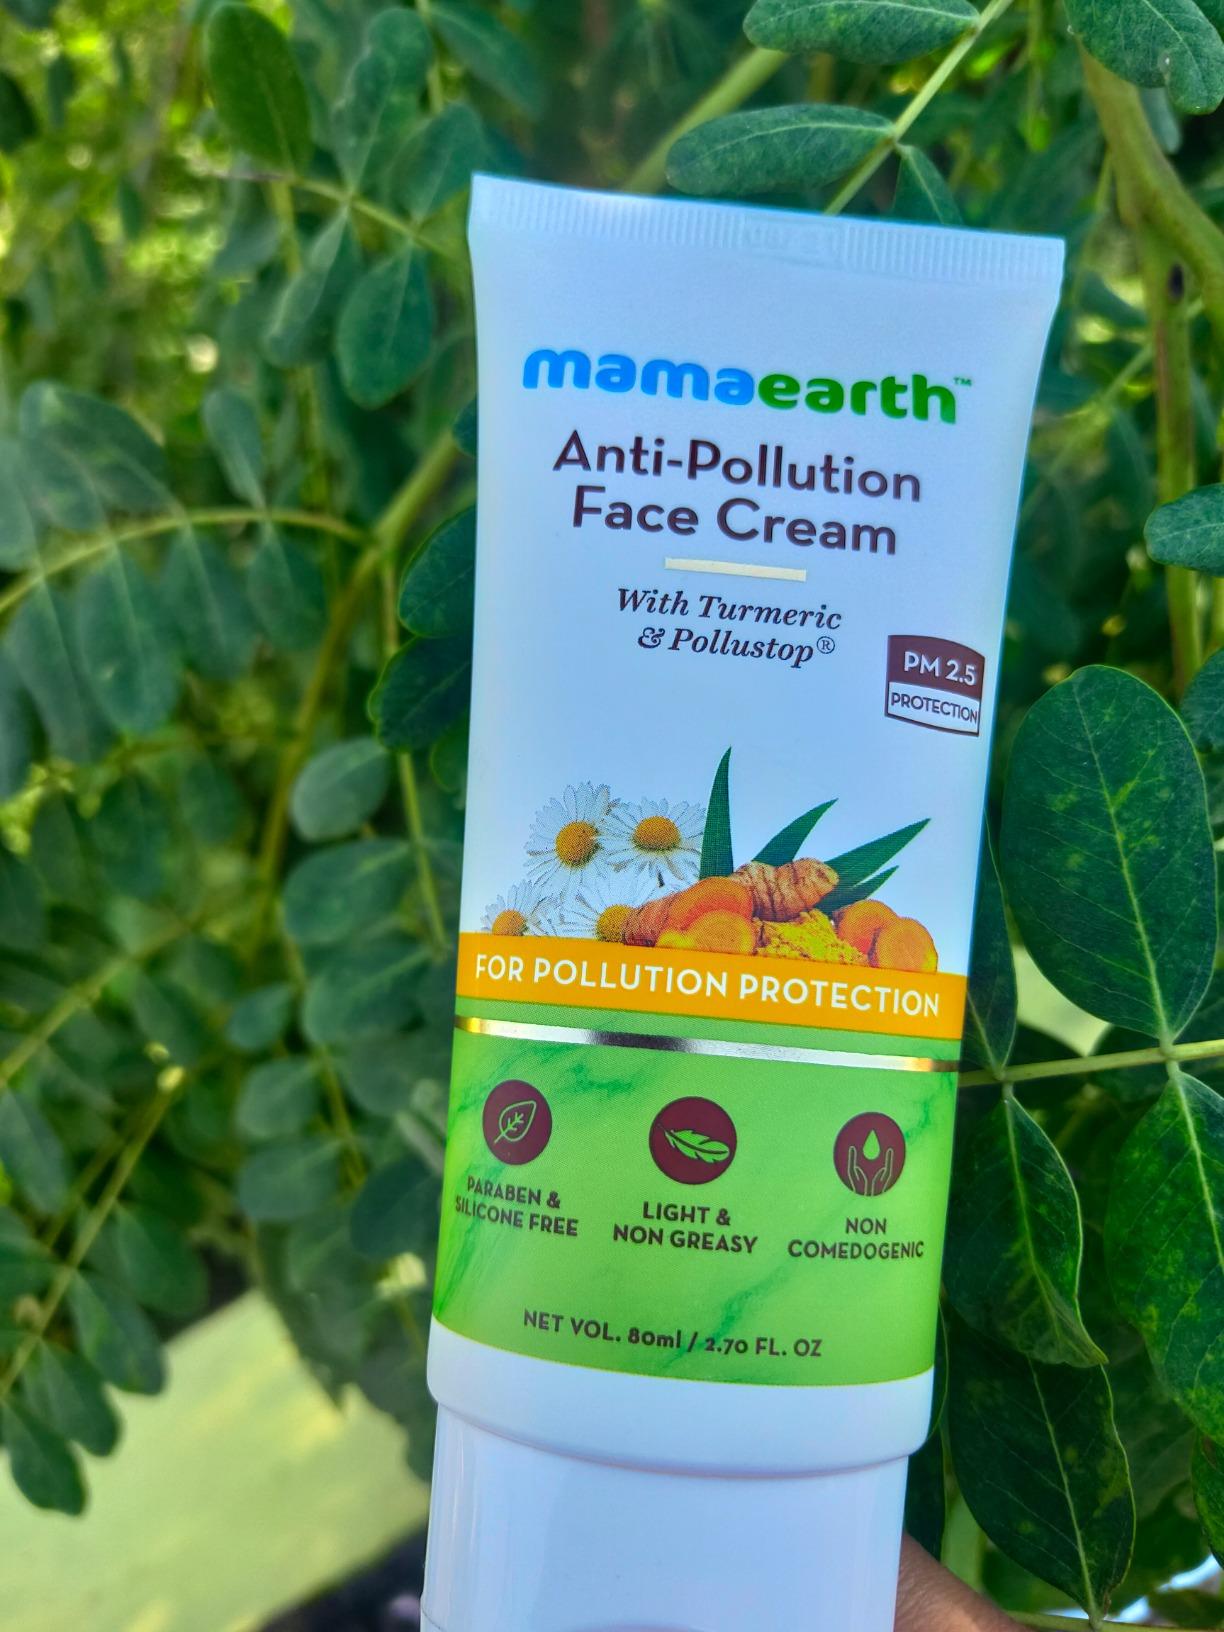 mamaearth™
Anti-Pollution
Face Cream
With Turmeric
& Pollustop®
PM 2.5
PROTECTION
FOR POLLUTION PROTECTION
PARABEN &
SILICONE FREE
LIGHT &
NON GREASY
NON
COMEDOGENIC
NET VOL. 80ml / 2.70 FL. OZ